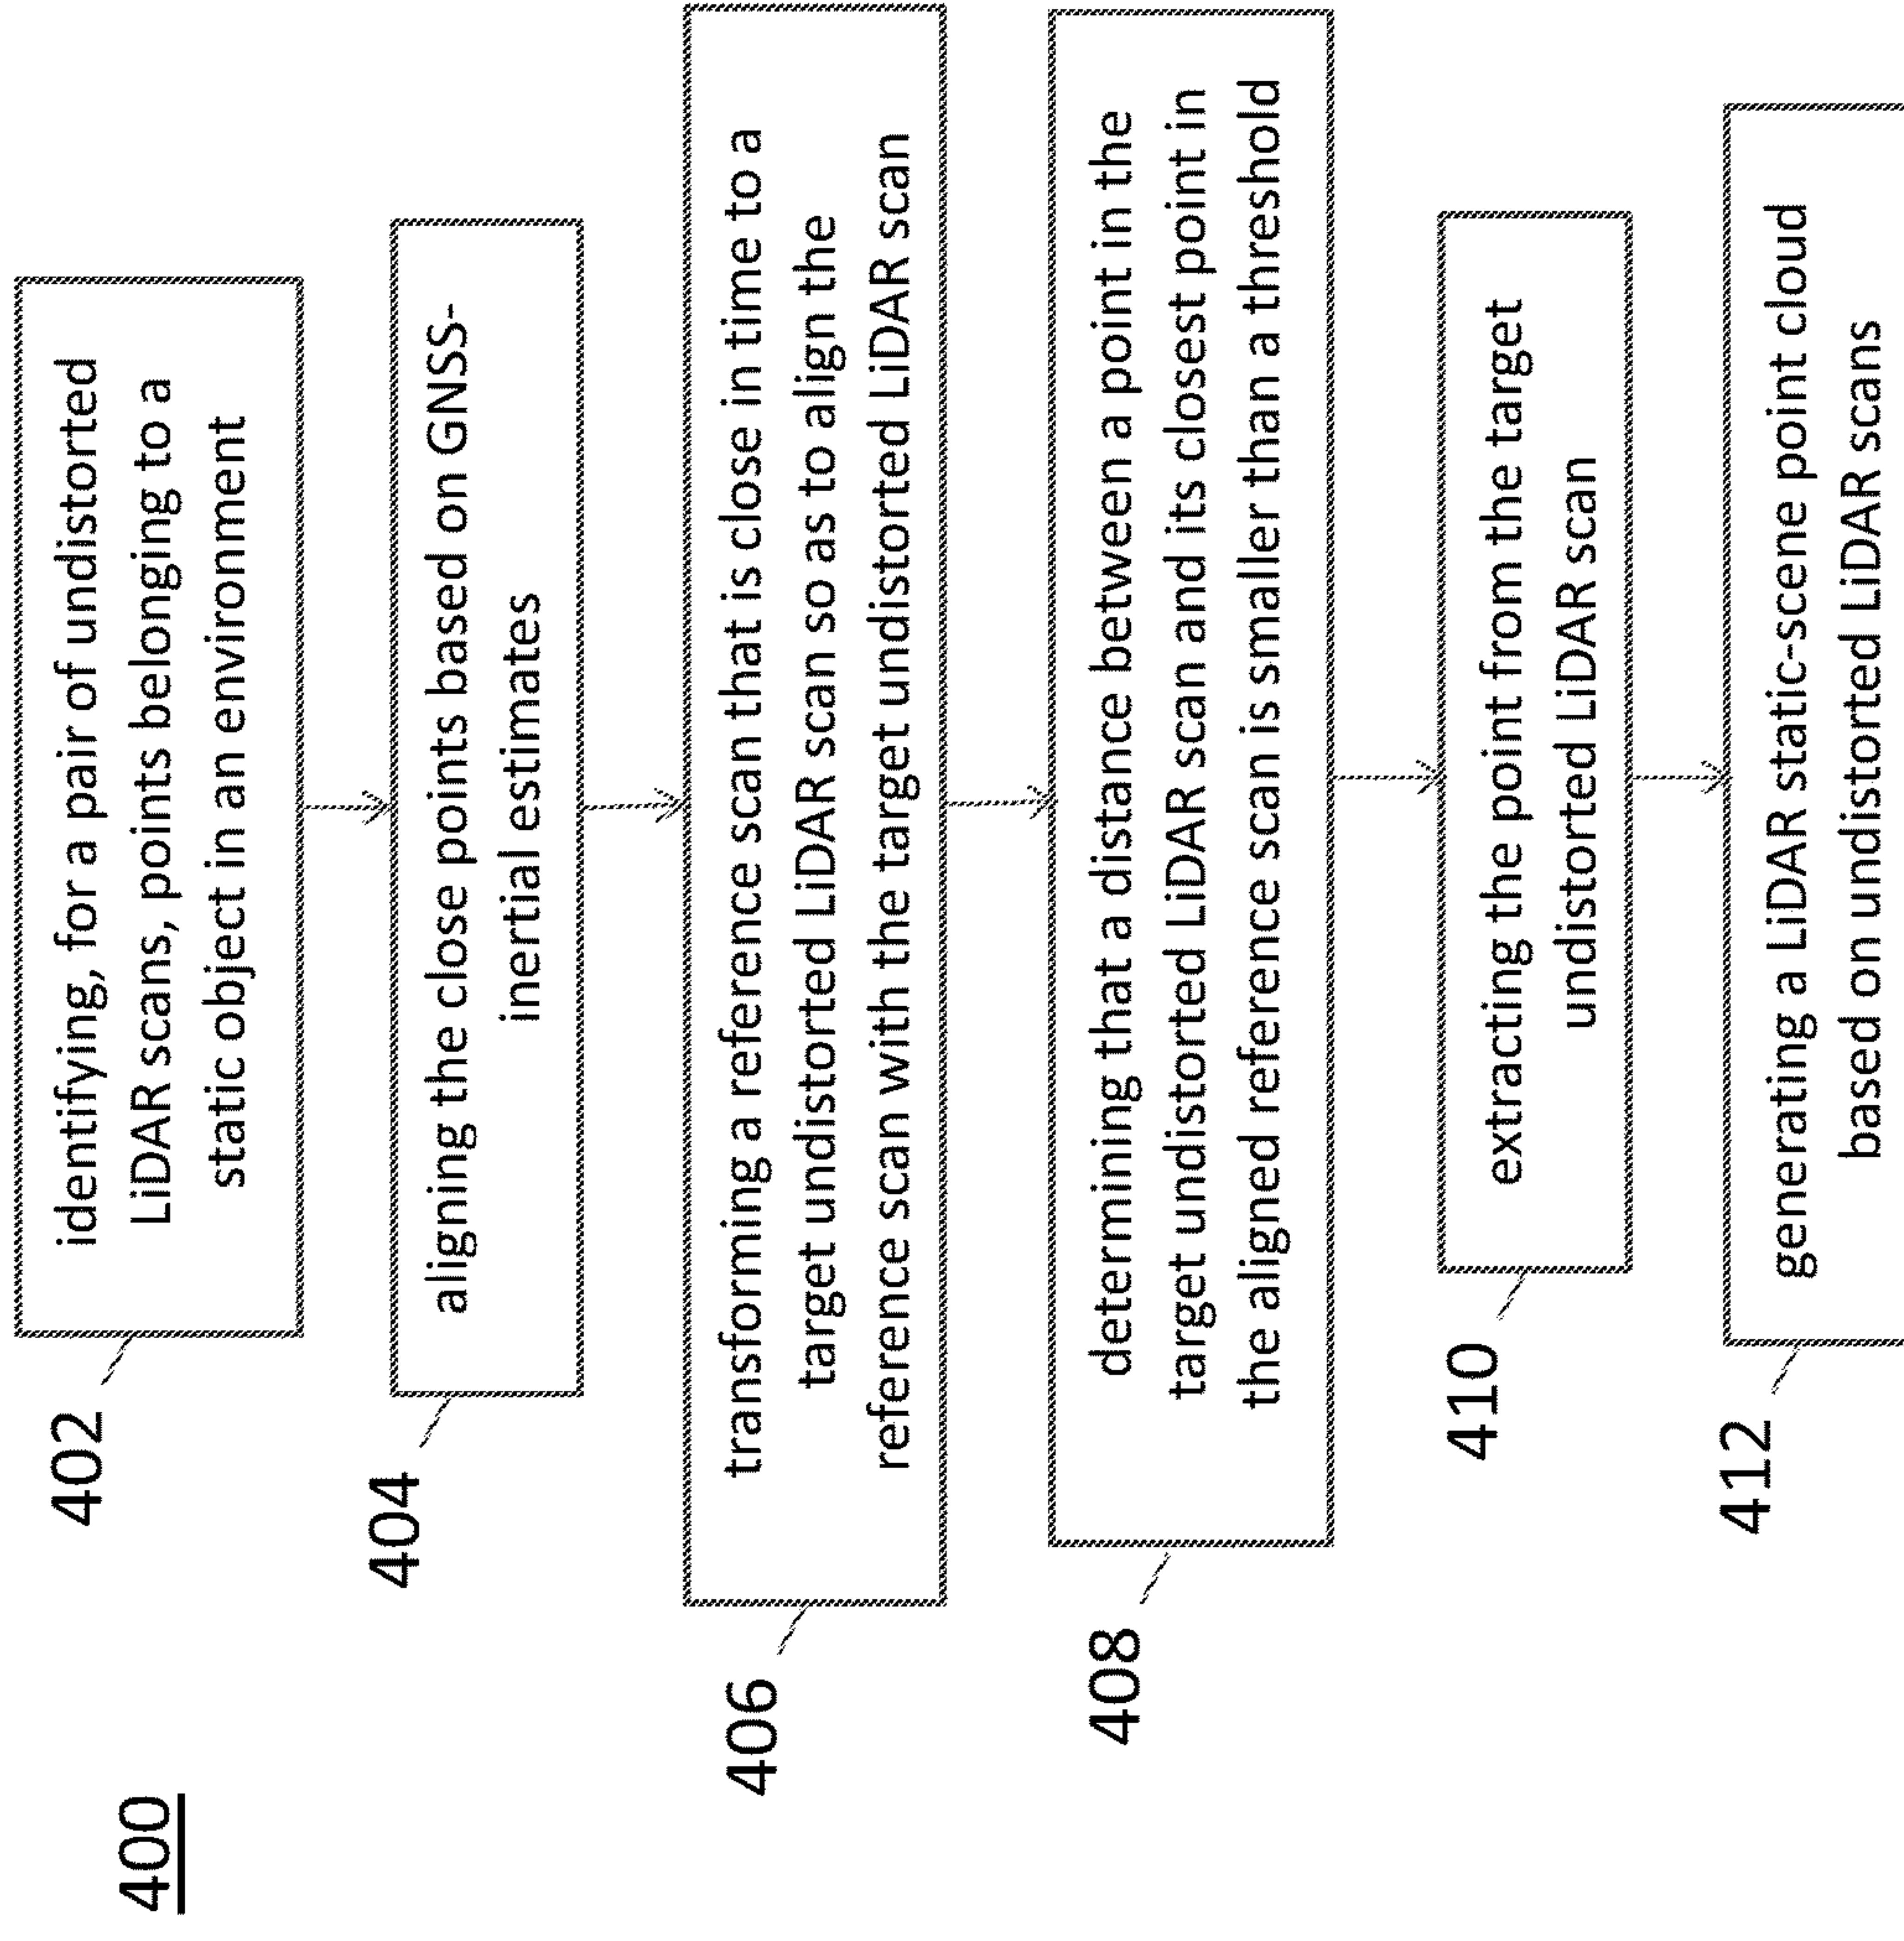 400
402
identifying, for a pair of undistorted
LiDAR scans, points belonging to a
static object in an environment
404
aligning the close points based on GNSS-
inertial estimates
406
transforming a reference scan that is close in time to a
target undistorted LiDAR scan so as to align the
reference scan with the target undistorted LiDAR scan
408
determining that a distance between a point in the
target undistorted LiDAR scan and its closest point in
the aligned reference scan is smaller than a threshold
410
extracting the point from the target
undistorted LiDAR scan
412
generating a LiDAR static-scene point cloud
based on undistorted LiDAR scans